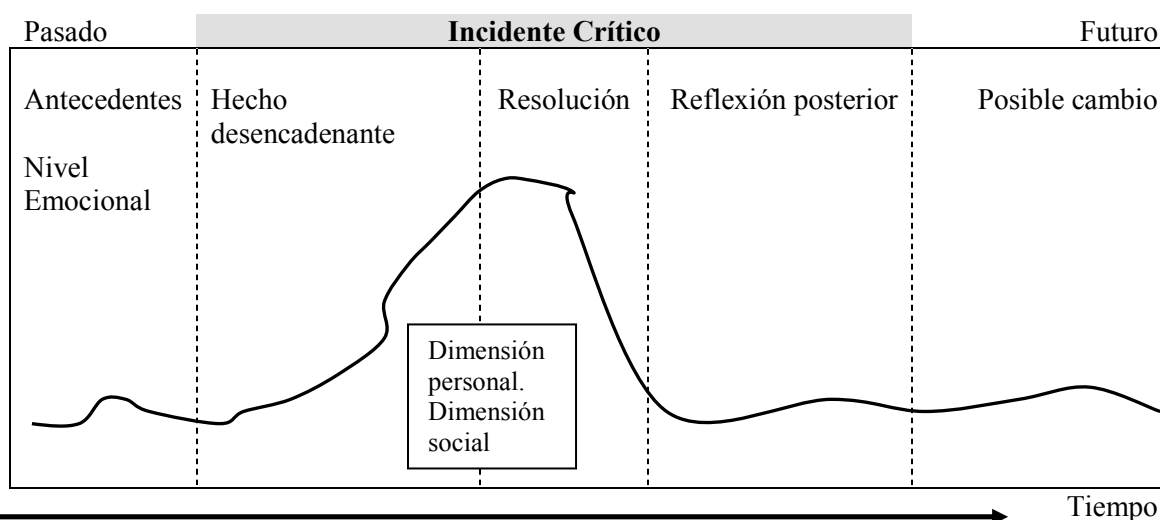 Pasado Incidente Crítico Futuro
Antecedentes Hecho desencadenante Resolución Reflexión posterior Posible cambio
Nivel
Emocional
Dimensión
personal.
Dimensión
social
Tiempo